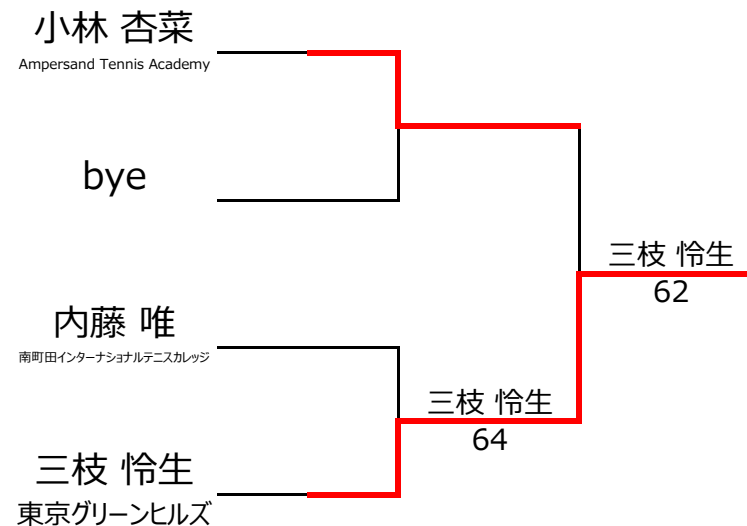 小林 杏菜
Ampersand Tennis Academy
bye
三枝 怜生
62
内藤 唯
南町田インターナショナルテニスカレッジ
三枝 怜生
64
三枝 怜生
東京グリーンヒルズ